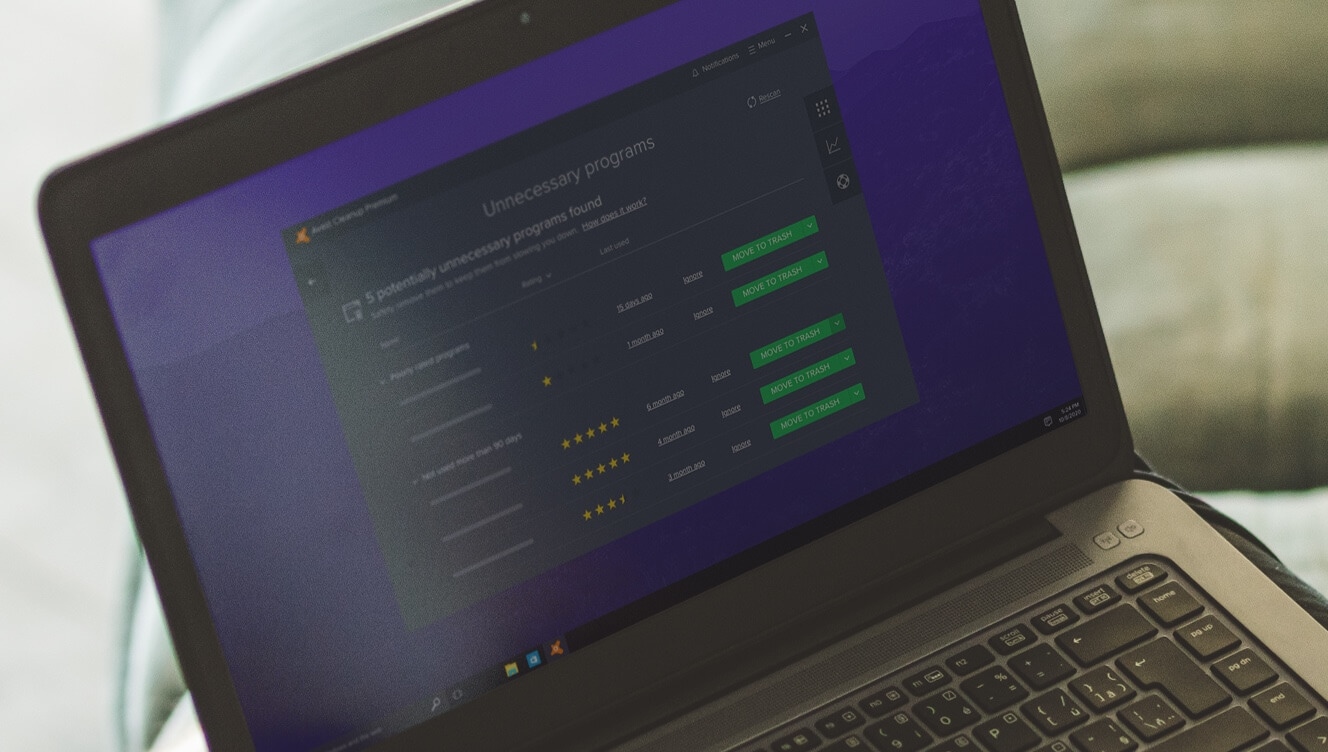 Notifications
Menu
Avast Cleanup Premium
Rescan
Unnecessary programs
5 potentially unnecessary programs found
Safely remove them to keep them from slowing you down. How does it work?
Name Rating Last used
Poorly rated programs
15 days ago Ignore MOVE TO TRASH
1 month ago Ignore MOVE TO TRASH
Not used more than 90 days
6 month ago Ignore MOVE TO TRASH
4 month ago Ignore MOVE TO TRASH
3 month ago Ignore MOVE TO TRASH
5:24 PM
delete
insert
pause
scroll
home
pg up
pg dn
end
f12
f11
f10
P